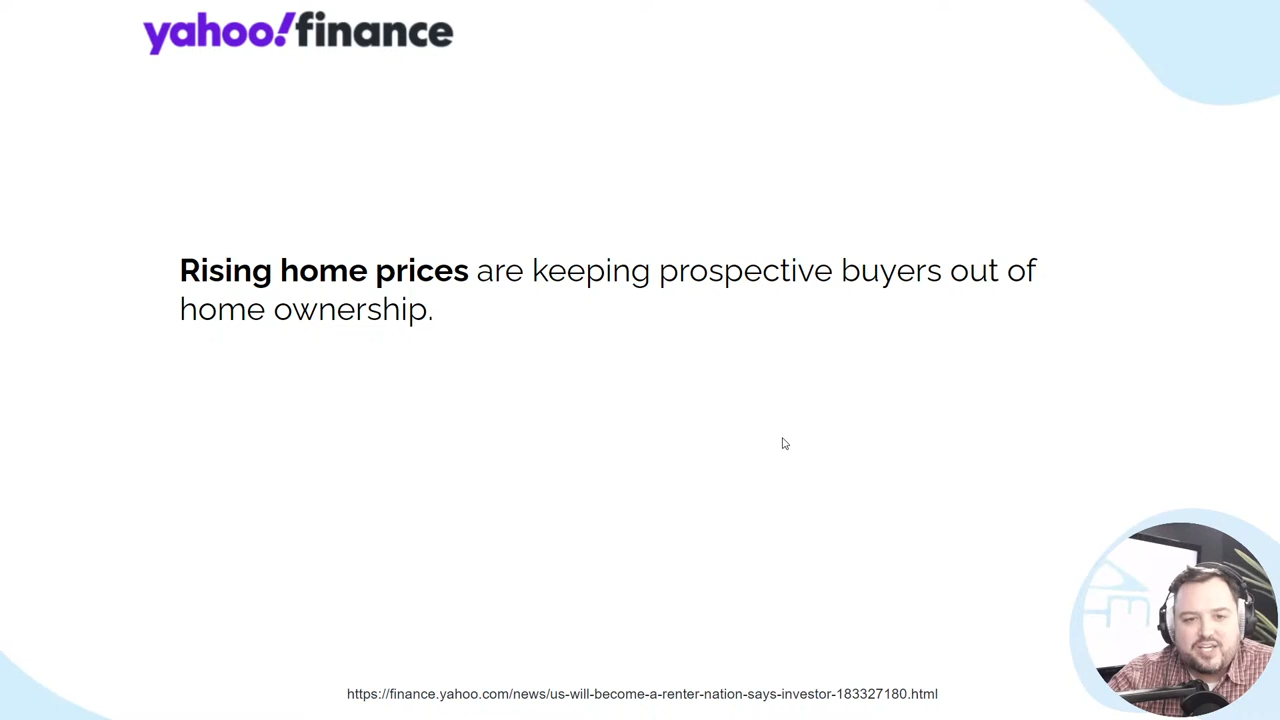 yahoo!finance
Rising home prices are keeping prospective buyers out of
home ownership.
https://finance.yahoo.com/news/us-will-become-a-renter-nation-says-investor-183327180.html